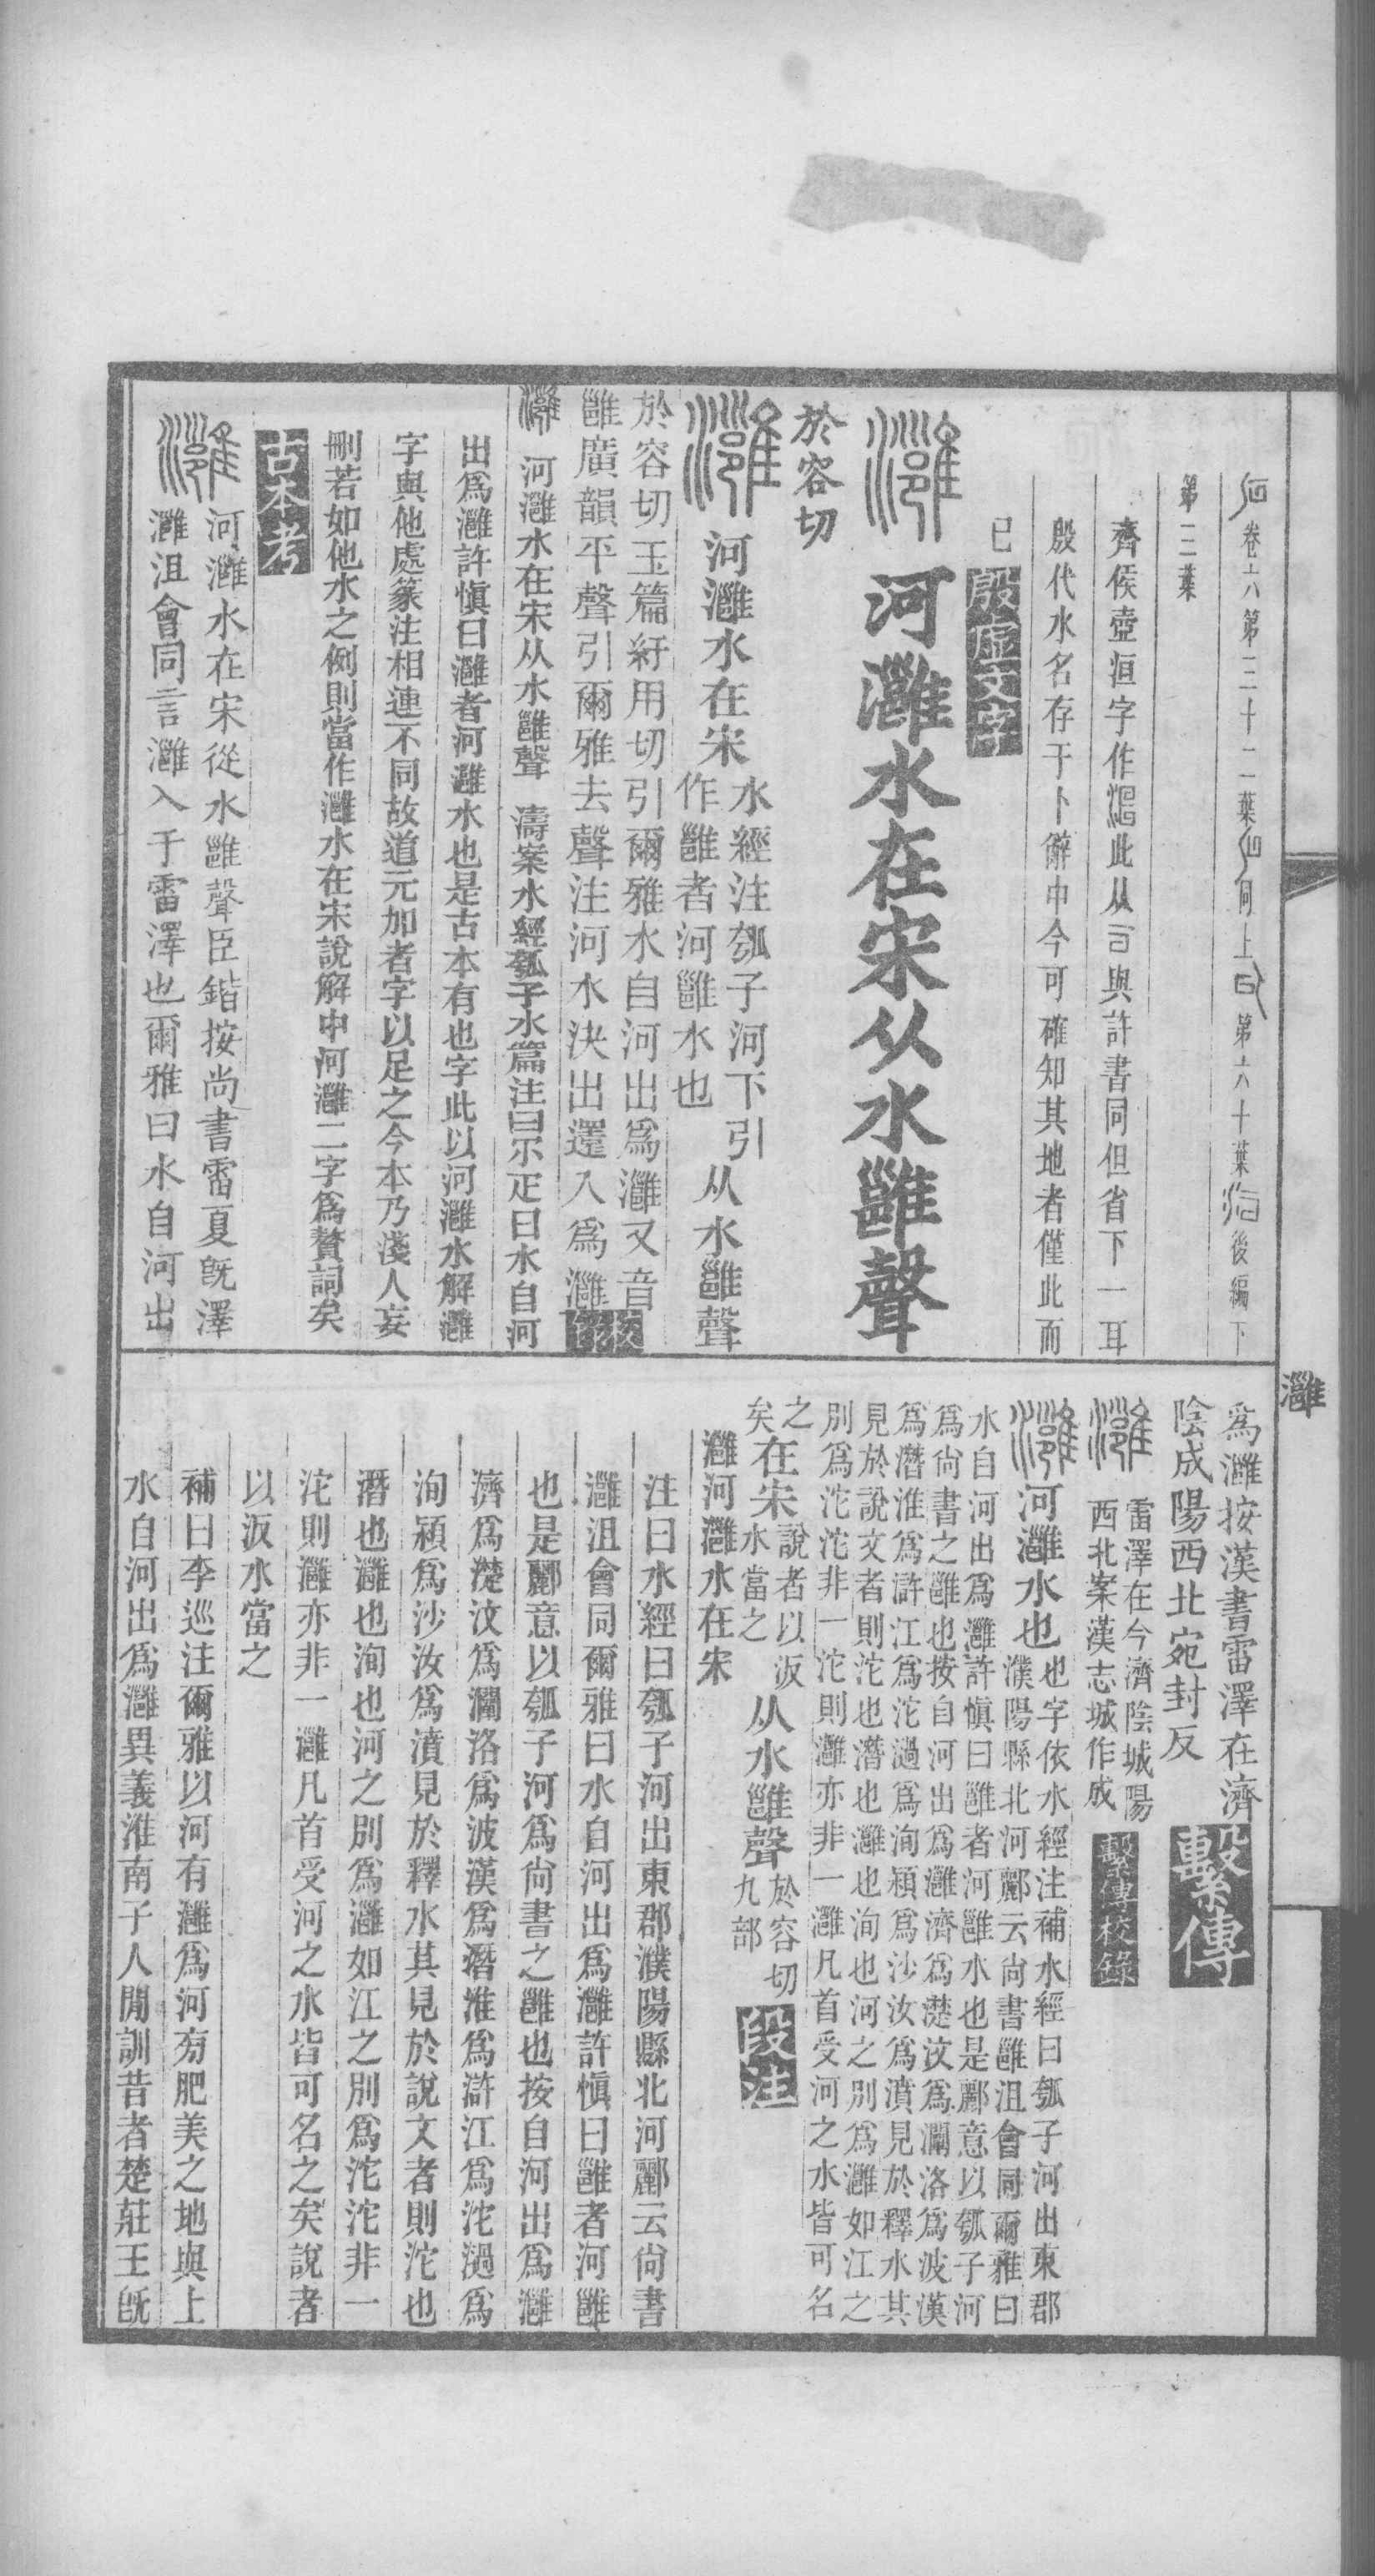 卷六第三十二葉同上第六十葉後編下
第三葉
齊侯壺洹字作此从與許書同但省下一耳
殷代水名存于卜辭中今可確知其地者僅此而
已 殷虛文字
灉 河灉水在宋从水雝聲
於容切
灉 河灉水在宋 水經注瓠子河下引
作雝者河雝水也 从水雝聲
於容切玉篇紆用切引爾雅水自河出爲灉又音
雝廣韻平聲引爾雅去聲注河水決出還入爲灉
灉 河灉水在宋从水雝聲 濤案水經瓠子水篇注曰尔疋曰水自河
出爲灉許愼曰灉者河灉水也是古本有也字此以河灉水解灉
字與他處篆注相連不同故道元加者字以足之今本乃淺人妄
刪若如他水之例則當作灉水在宋說解中河灉二字爲贅詞矣
古本考
灉 河灉水在宋從水雝聲臣鍇按尚書雷夏旣澤
灉沮會同言灉入于雷澤也爾雅曰水自河出
灉
爲灉按漢書雷澤在濟
陰成陽西北宛封反 繫傳
灉 雷澤在今濟陰城陽
西北案漢志城作成 繫傳校錄
灉 河灉水也 也字依水經注補水經曰瓠子河出東郡
濮陽縣北河酈云尙書雝沮會同爾雅曰
水自河出爲灉許愼曰雝者河雝水也是酈意以瓠子河
爲尙書之雝也按自河出爲灉濟爲濋汶爲瀾洛爲波漢
爲潛淮爲滸江爲沱濄爲洵潁爲沙汝爲濆見於釋水其
見於說文者則沱也潛也灉也洵也河之別爲灉如江之
別爲沱沱非一沱則灉亦非一灉凡首受河之水皆可名
之
矣 在宋 說者以汳
水當之 从水雝聲 於容切
九部 段注
灉河灉水在宋
注曰水經曰瓠子河出東郡濮陽縣北河酈云尙書
灉沮會同爾雅曰水自河出爲灉許愼曰雝者河雝
也是酈意以瓠子河爲尙書之雝也按自河出爲灉
濟爲濋汶爲瀾洛爲波漢爲潛淮爲滸江爲沱濄爲
洵潁爲沙汝爲濆見於釋水其見於說文者則沱也
潛也灉也洵也河之別爲灉如江之別爲沱沱非一
沱則灉亦非一灉凡首受河之水皆可名之矣說者
以汳水當之
補曰李巡注爾雅以河有灉爲河旁肥美之地與上
水自河出爲灉異義淮南子人閒訓昔者楚莊王旣